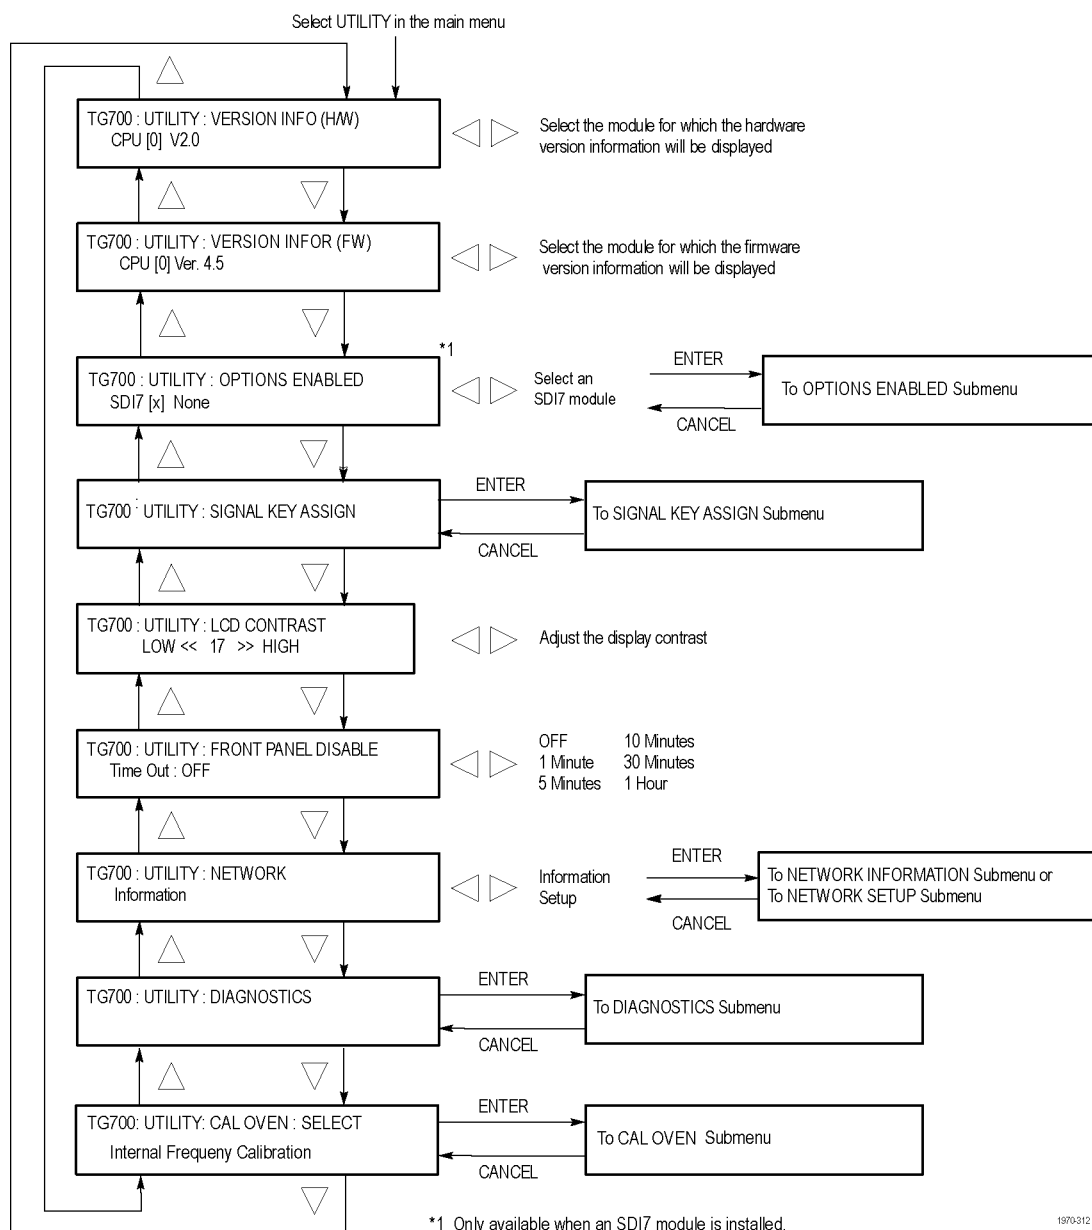 Select UTILITY in the main menu
TG700 : UTILITY : VERSION INFO (H/W)
CPU [0] V2.0
Select the module for which the hardware
version information will be displayed
TG700 : UTILITY : VERSION INFOR (FW)
CPU [0] Ver. 4.5
Select the module for which the firmware
version information will be displayed
*1
TG700 : UTILITY : OPTIONS ENABLED
SDI7 [x] None
Select an
SDI7 module
ENTER
CANCEL
To OPTIONS ENABLED Submenu
TG700 : UTILITY : SIGNAL KEY ASSIGN
ENTER
CANCEL
To SIGNAL KEY ASSIGN Submenu
TG700 : UTILITY : LCD CONTRAST
LOW << 17 >> HIGH
Adjust the display contrast
TG700 : UTILITY : FRONT PANEL DISABLE
Time Out : OFF
OFF 10 Minutes
1 Minute 30 Minutes
5 Minutes 1 Hour
TG700 : UTILITY : NETWORK
Information
Information
Setup
ENTER
CANCEL
To NETWORK INFORMATION Submenu or
To NETWORK SETUP Submenu
TG700 : UTILITY : DIAGNOSTICS
ENTER
CANCEL
To DIAGNOSTICS Submenu
TG700: UTILITY: CAL OVEN : SELECT
Internal Frequeny Calibration
ENTER
CANCEL
To CAL OVEN Submenu
*1 Only available when an SDI7 module is installed.
1970-312